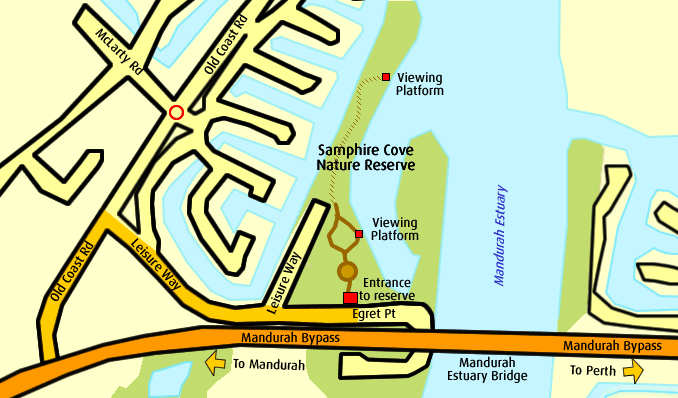 McLarty Rd
Old Coast Rd
Viewing
Platform
Samphire Cove
Nature Reserve
Mandurah Estuary
Viewing
Platform
Old Coast Rd
Leisure Way
Leisure Way
Entrance
to reserve
Egret Pt
Mandurah Bypass
Mandurah Bypass
To Mandurah
Mandurah
Estuary Bridge
To Perth